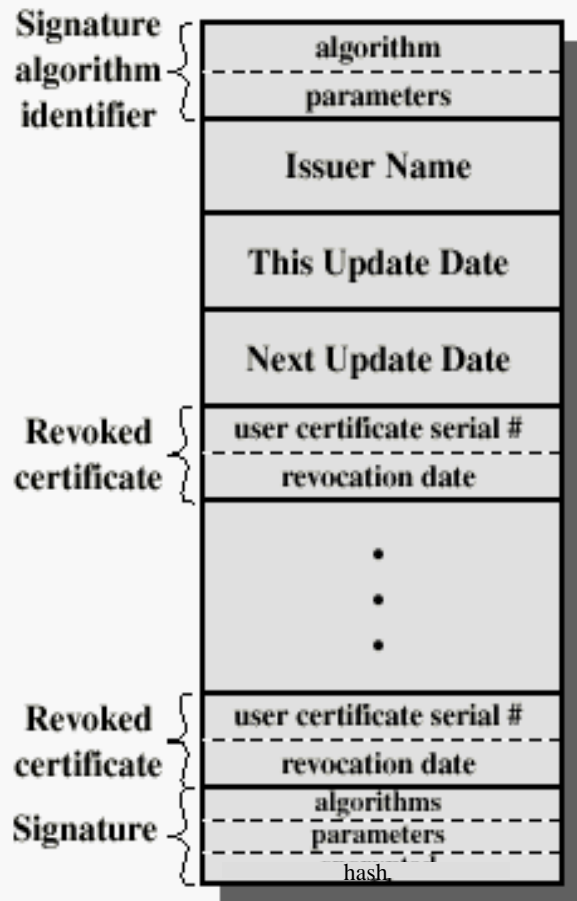 Signature
algorithm
identifier
algorithm
parameters
Issuer Name
This Update Date
Next Update Date
Revoked
certificate
user certificate serial #
revocation date
Revoked
certificate
user certificate serial #
revocation date
Signature
algorithms
parameters
hash